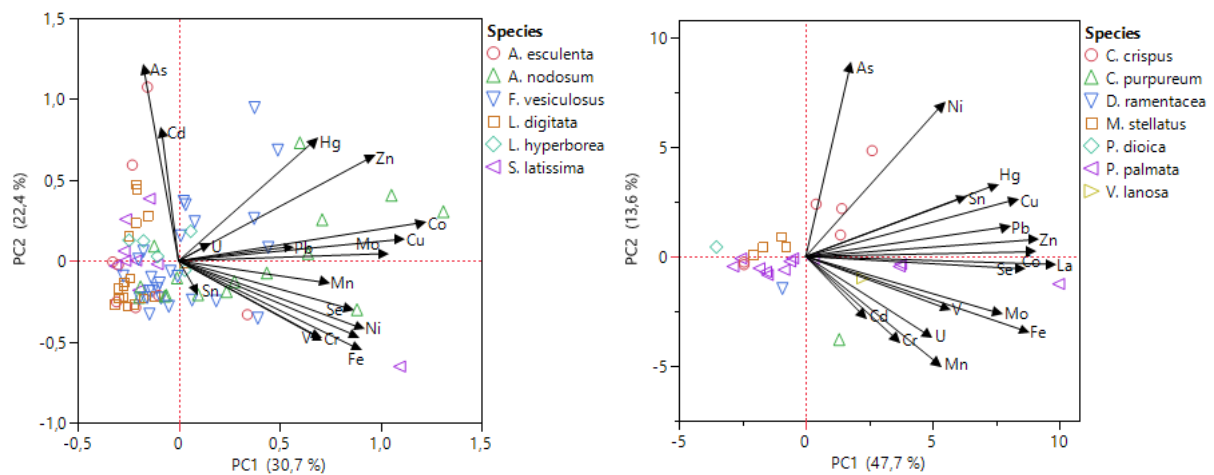 1,5
1,0
0,5
0
-0,5
-1,0
-0,5
0
0,5
1,0
1,5
PC2 (22,4 %)
PC1 (30,7 %)
As
Cd
Hg
Zn
Co
Cu
Mo
Pb
U
Sn
Mn
Se
Ni
V
Cr
Fe
Species
A. esculenta
A. nodosum
F. vesiculosus
L. digitata
L. hyperborea
S. latissima
10
5
0
-5
-5
0
5
10
PC2 (13,6 %)
PC1 (47,7 %)
As
Ni
Hg
Sn
Cu
Pb
Zn
Co
La
Se
V
Mo
Cd
Fe
Cr
U
Mn
Species
C. crispus
C. purpureum
D. ramentacea
M. stellatus
P. dioica
P. palmata
V. lanosa